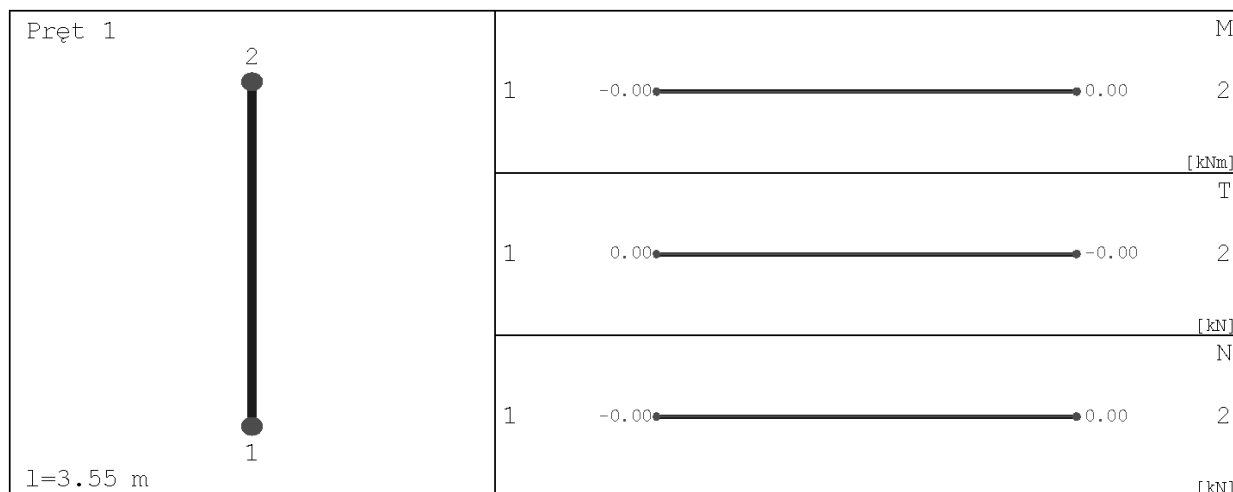 Pręt 1
2
1
l=3.55 m
M
1 -0.00 0.00 2
[kNm]
T
1 0.00 -0.00 2
[kN]
N
1 -0.00 0.00 2
[kN]